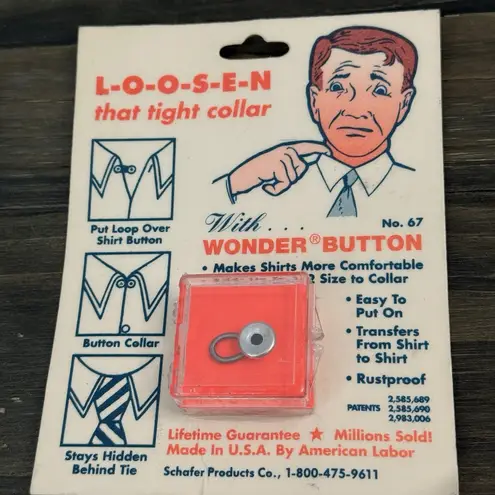 L-O-O-S-E-N
that tight collar
Put Loop Over
Shirt Button
Button Collar
Stays Hidden
Behind Tie
With . . .
No. 67
WONDER® BUTTON
• Makes Shirts More Comfortable
2 Size to Collar
• Easy To
Put On
• Transfers
From Shirt
to Shirt
• Rustproof
PATENTS
2,585,689
2,585,690
2,983,006
Lifetime Guarantee ★ Millions Sold!
Made In U.S.A. By American Labor
Schafer Products Co., 1-800-475-9611